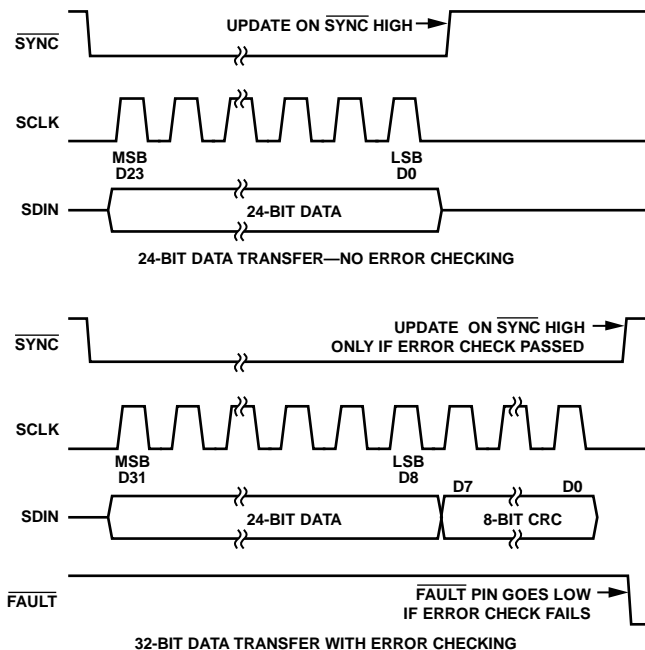 UPDATE ON SYNC HIGH
SYNC
SCLK
MSB
D23
LSB
D0
SDIN
24-BIT DATA
24-BIT DATA TRANSFER—NO ERROR CHECKING
SYNC
UPDATE ON SYNC HIGH
ONLY IF ERROR CHECK PASSED
SCLK
MSB
D31
LSB
D8
D7
D0
SDIN
24-BIT DATA
8-BIT CRC
FAULT
FAULT PIN GOES LOW
IF ERROR CHECK FAILS
32-BIT DATA TRANSFER WITH ERROR CHECKING